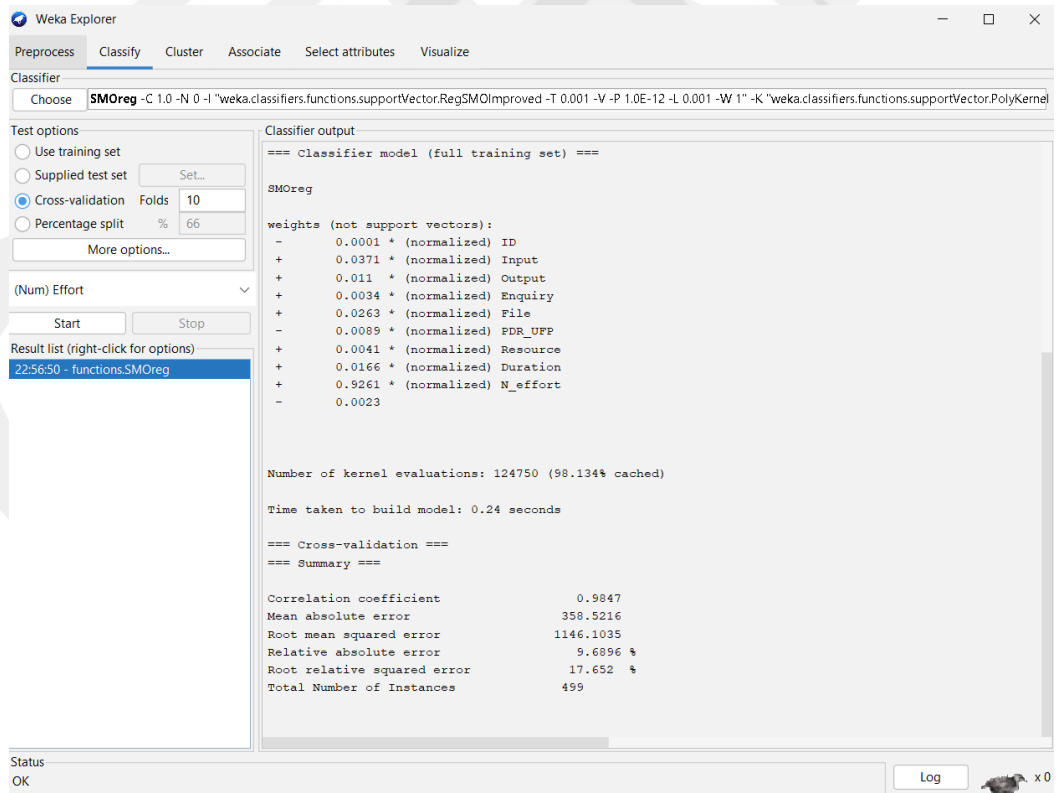 Weka Explorer
Preprocess Classify Cluster Associate Select attributes Visualize
Classifier
Choose SMOreg -C 1.0 -N 0 -I "weka.classifiers.functions.supportVector.RegSMOImproved -T 0.001 -V -P 1.0E-12 -L 0.001 -W 1" -K "weka.classifiers.functions.supportVector.PolyKernel
Test options
Use training set
Supplied test set Set...
Cross-validation Folds 10
Percentage split % 66
More options...
(Num) Effort
Start Stop
Result list (right-click for options)
22:56:50 - functions.SMOreg
Classifier output
=== Classifier model (full training set) ===
SMOreg
weights (not support vectors):
- 0.0001 * (normalized) ID
+ 0.0371 * (normalized) Input
+ 0.011 * (normalized) Output
+ 0.0034 * (normalized) Enquiry
+ 0.0263 * (normalized) File
- 0.0089 * (normalized) PDR_UFP
+ 0.0041 * (normalized) Resource
+ 0.0166 * (normalized) Duration
+ 0.9261 * (normalized) N_effort
- 0.0023
Number of kernel evaluations: 124750 (98.134% cached)
Time taken to build model: 0.24 seconds
=== Cross-validation ===
=== Summary ===
Correlation coefficient 0.9847
Mean absolute error 358.5216
Root mean squared error 1146.1035
Relative absolute error 9.6896 %
Root relative squared error 17.652 %
Total Number of Instances 499
Status
OK
Log x 0